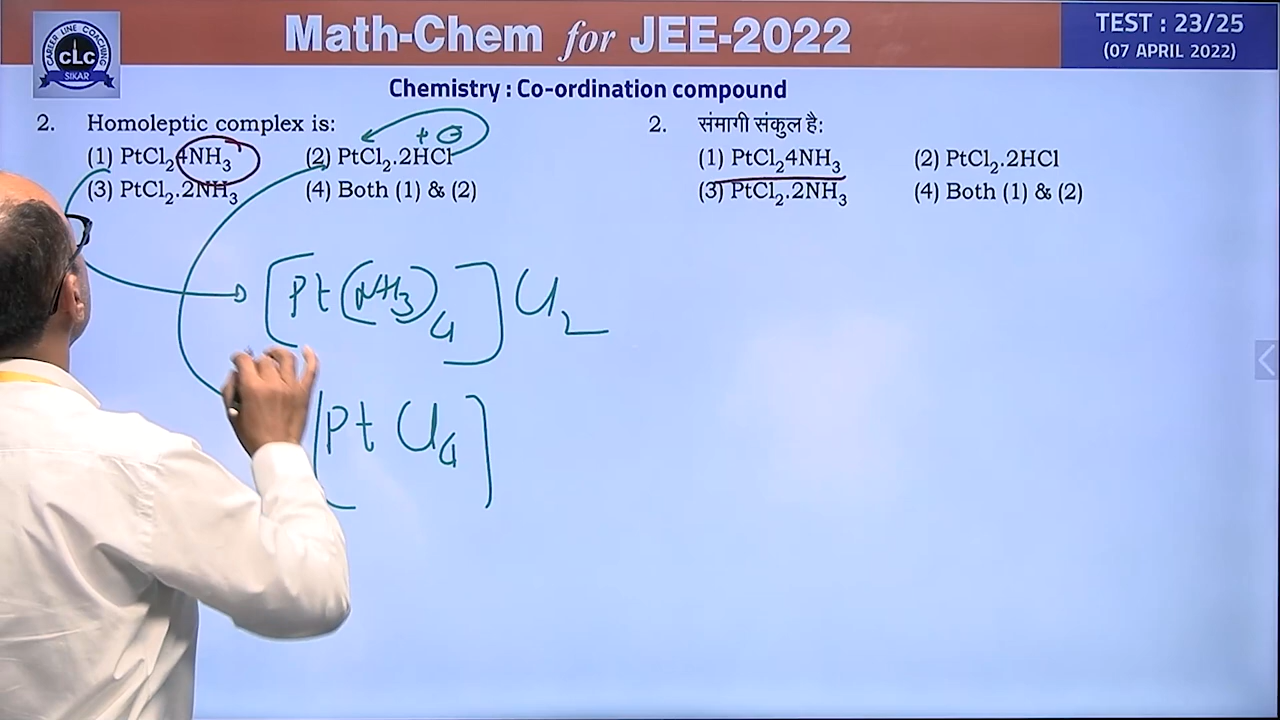 CAREER LINE COACHING
CLC
SIKAR
Math-Chem for JEE-2022
TEST : 23/25
(07 APRIL 2022)
Chemistry : Co-ordination compound
2. Homoleptic complex is:
(1) PtCl₂4NH₃ (2) PtCl₂.2HCl
(3) PtCl₂.2NH₃ (4) Both (1) & (2)
+ ⊖
[Pt(NH₃)₄]Cl₂
[PtCl₄]
2. संमागी संकुल है:
(1) PtCl₂4NH₃ (2) PtCl₂.2HCl
(3) PtCl₂.2NH₃ (4) Both (1) & (2)